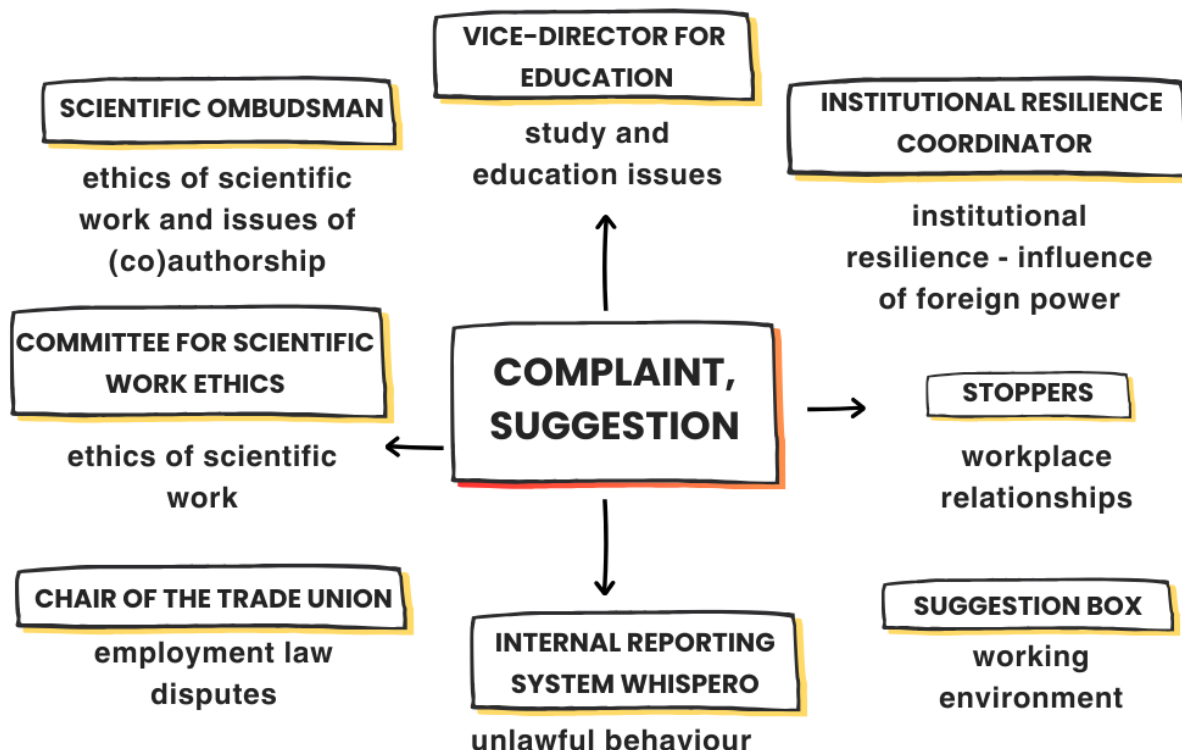 VICE-DIRECTOR FOR
EDUCATION
study and
education issues
SCIENTIFIC OMBUDSMAN
ethics of scientific
work and issues of
(co)authorship
INSTITUTIONAL RESILIENCE
COORDINATOR
institutional
resilience - influence
of foreign power
COMMITTEE FOR SCIENTIFIC
WORK ETHICS
ethics of scientific
work
COMPLAINT,
SUGGESTION
STOPPERS
workplace
relationships
CHAIR OF THE TRADE UNION
employment law
disputes
INTERNAL REPORTING
SYSTEM WHISPERO
unlawful behaviour
SUGGESTION BOX
working
environment